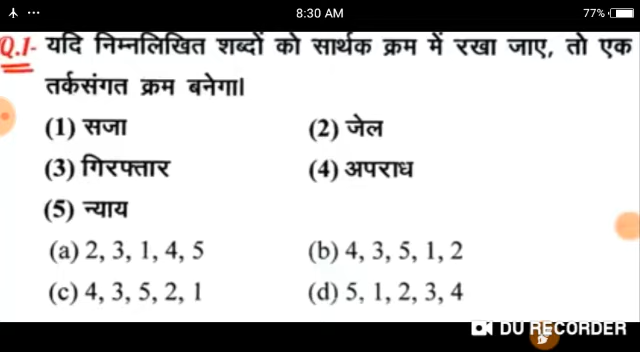 8:30 AM 77%
Q.1- यदि निम्नलिखित शब्दों को सार्थक क्रम में रखा जाए, तो एक
तर्कसंगत क्रम बनेगा।
(1) सजा (2) जेल
(3) गिरफ्तार (4) अपराध
(5) न्याय
(a) 2, 3, 1, 4, 5 (b) 4, 3, 5, 1, 2
(c) 4, 3, 5, 2, 1 (d) 5, 1, 2, 3, 4
DU RECORDER